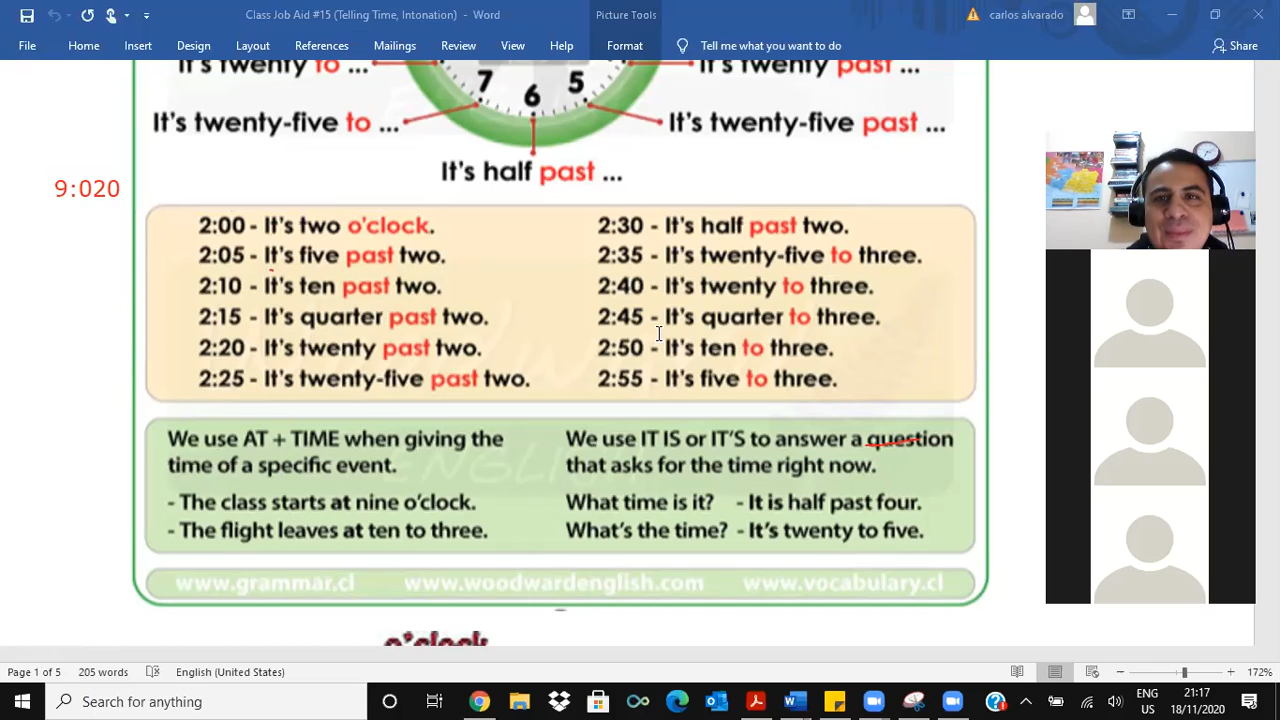 Class Job Aid #15 (Telling Time, Intonation) - Word
Picture Tools
carlos alvarado
File Home Insert Design Layout References Mailings Review View Help Format Tell me what you want to do Share
It's twenty to ...
It's twenty past ...
7 6 5
It's twenty-five to ...
It's twenty-five past ...
It's half past ...
9:020
2:00 - It's two o'clock.
2:05 - It's five past two.
2:10 - It's ten past two.
2:15 - It's quarter past two.
2:20 - It's twenty past two.
2:25 - It's twenty-five past two.
2:30 - It's half past two.
2:35 - It's twenty-five to three.
2:40 - It's twenty to three.
2:45 - It's quarter to three.
2:50 - It's ten to three.
2:55 - It's five to three.
We use AT + TIME when giving the
time of a specific event.
- The class starts at nine o'clock.
- The flight leaves at ten to three.
We use IT IS or IT'S to answer a question
that asks for the time right now.
What time is it? - It is half past four.
What's the time? - It's twenty to five.
www.grammar.cl www.woodwardenglish.com www.vocabulary.cl
o'clock
Page 1 of 5 205 words English (United States) 172%
Search for anything
ENG
US
21:17
18/11/2020